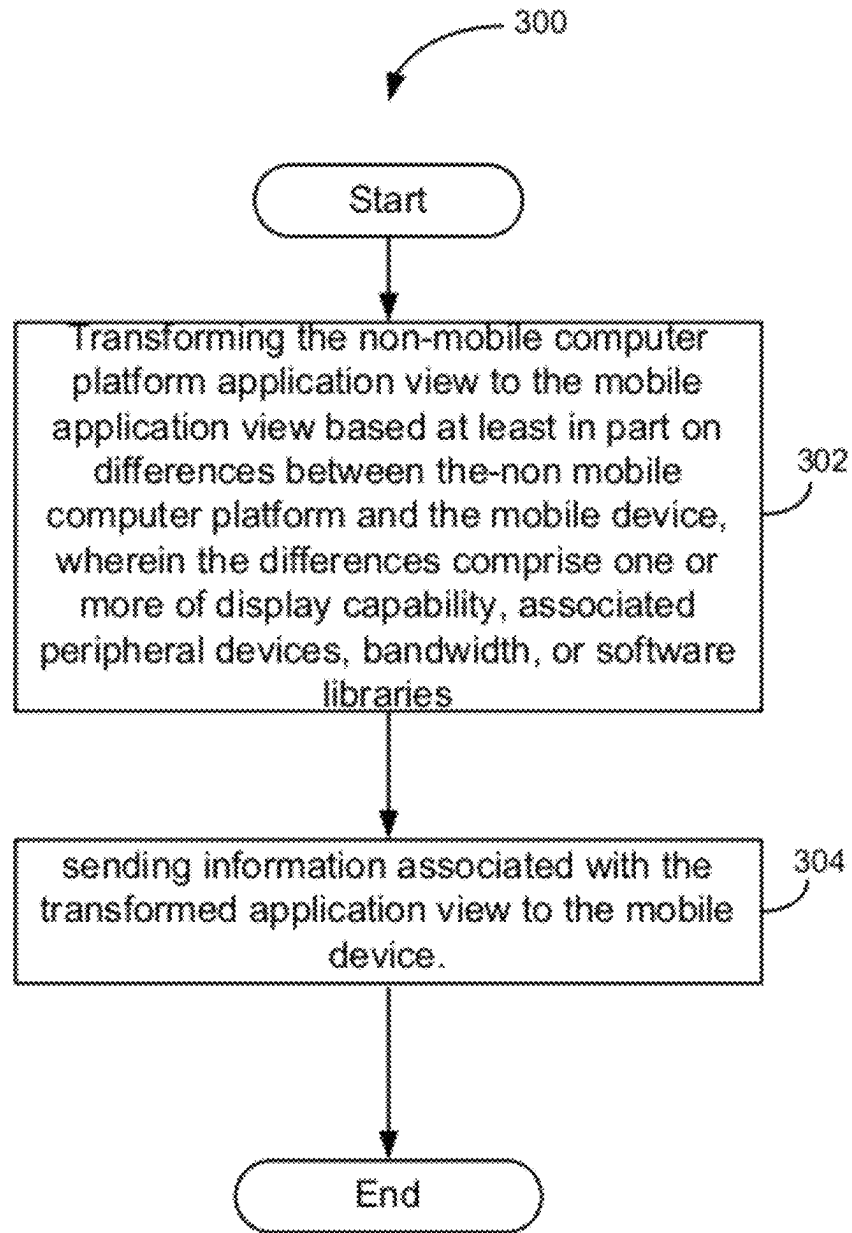 300
Start
Transforming the non-mobile computer
platform application view to the mobile
application view based at least in part on
differences between the-non mobile
computer platform and the mobile device,
wherein the differences comprise one or
more of display capability, associated
peripheral devices, bandwidth, or software
libraries
302
sending information associated with the
transformed application view to the mobile
device.
304
End